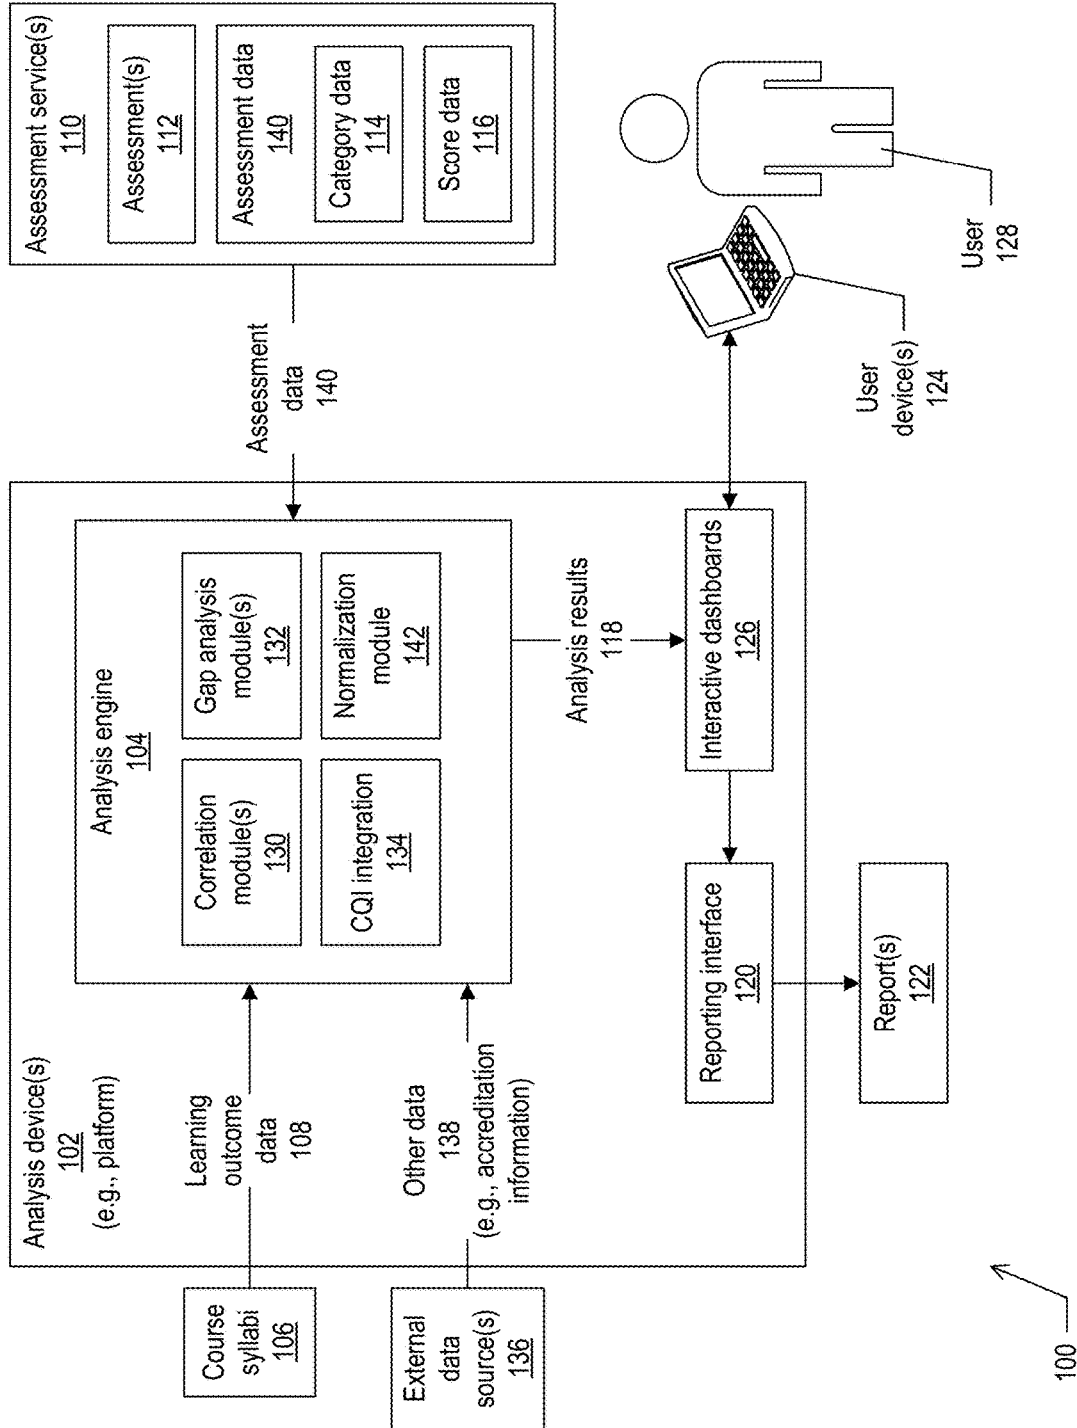 Analysis device(s)
102
(e.g., platform)
Course
syllabi
106
Learning
outcome
data
108
External
data
source(s)
136
Other data
138
(e.g., accreditation
information)
Analysis engine
104
Correlation
module(s)
130
Gap analysis
module(s)
132
CQI integration
134
Normalization
module
142
Assessment
data
140
Assessment service(s)
110
Assessment(s)
112
Assessment data
140
Category data
114
Score data
116
Analysis results
118
Reporting interface
120
Interactive dashboards
126
Report(s)
122
User
device(s)
124
User
128
100